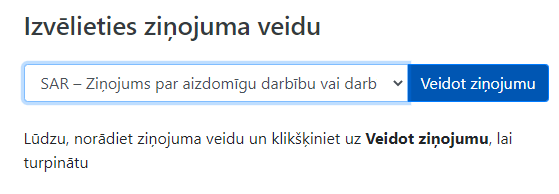 Izvēlieties ziņojuma veidu
SAR – Ziņojums par aizdomīgu darbību vai darb Veidot ziņojumu
Lūdzu, norādiet ziņojuma veidu un klikšķiniet uz Veidot ziņojumu, lai
turpinātu